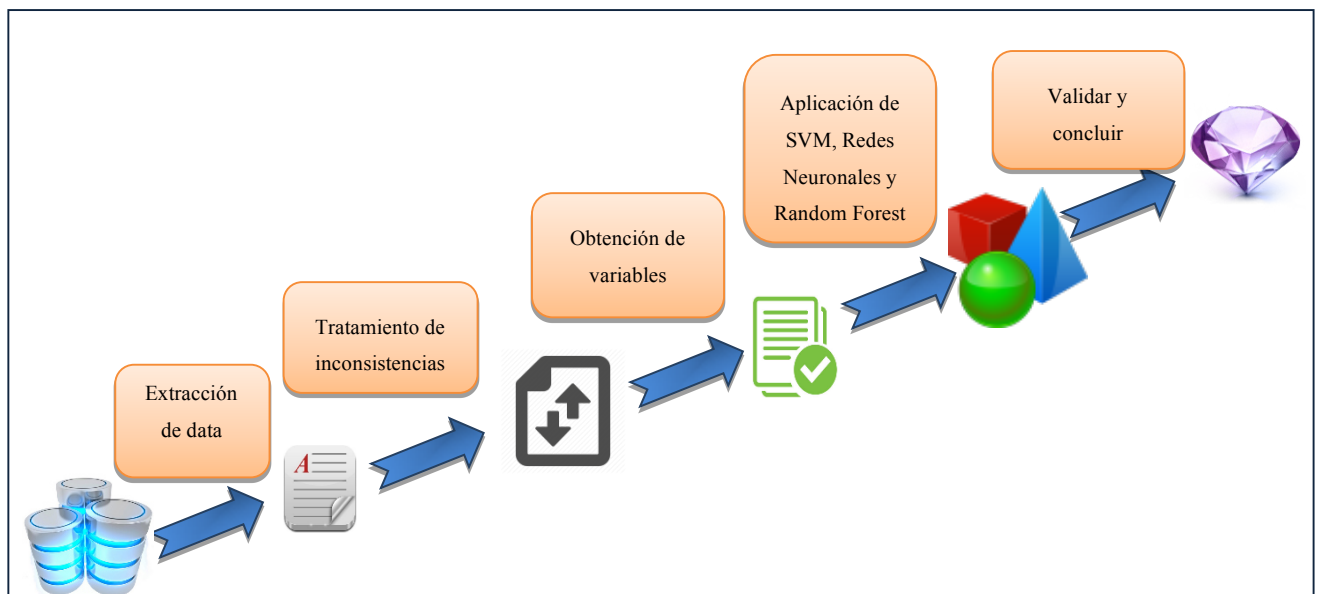 Extracción
de data
Tratamiento de
inconsistencias
Obtención de
variables
Aplicación de
SVM, Redes
Neuronales y
Random Forest
Validar y
concluir
A